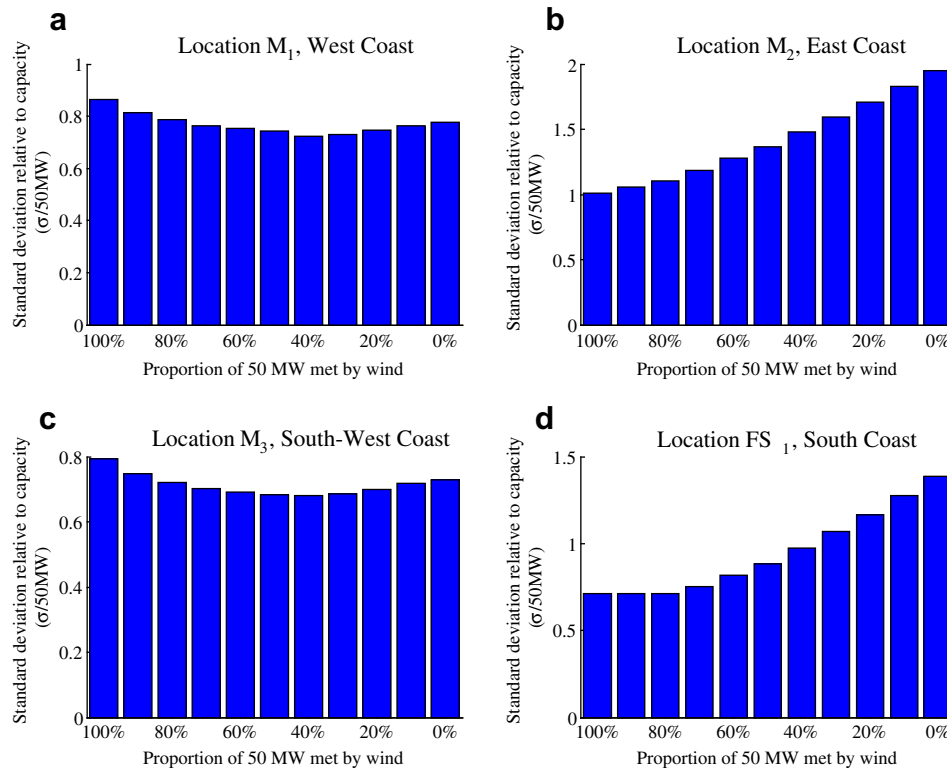 a
Location M1, West Coast
Standard deviation relative to capacity
(σ/50MW)
1
0.8
0.6
0.4
0.2
0
100% 80% 60% 40% 20% 0%
Proportion of 50 MW met by wind
b
Location M2, East Coast
Standard deviation relative to capacity
(σ/50MW)
2
1.5
1
0.5
0
100% 80% 60% 40% 20% 0%
Proportion of 50 MW met by wind
c
Location M3, South-West Coast
Standard deviation relative to capacity
(σ/50MW)
0.8
0.6
0.4
0.2
0
100% 80% 60% 40% 20% 0%
Proportion of 50 MW met by wind
d
Location FS 1, South Coast
Standard deviation relative to capacity
(σ/50MW)
1.5
1
0.5
0
100% 80% 60% 40% 20% 0%
Proportion of 50 MW met by wind